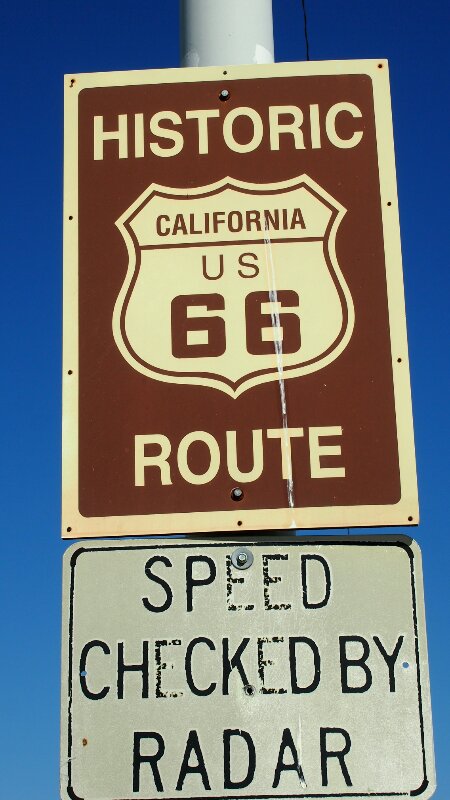 HISTORIC
CALIFORNIA
US
66
ROUTE
SPEED
CHECKED BY
RADAR